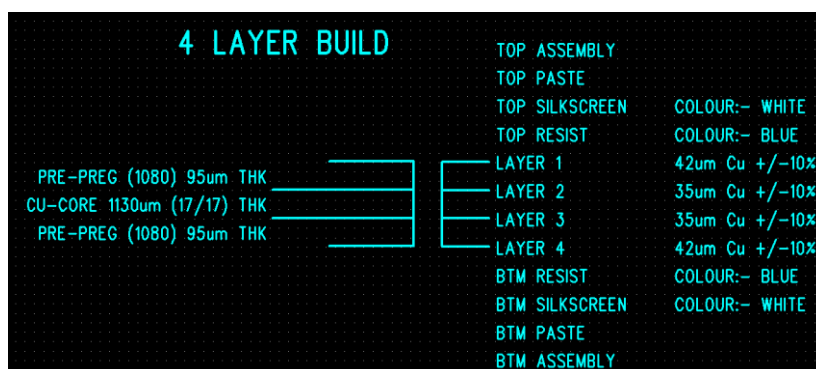 4 LAYER BUILD
TOP ASSEMBLY
TOP PASTE
TOP SILKSCREEN COLOUR:- WHITE
TOP RESIST COLOUR:- BLUE
LAYER 1 42um Cu +/-10%
PRE-PREG (1080) 95um THK
LAYER 2 35um Cu +/-10%
CU-CORE 1130um (17/17) THK
LAYER 3 35um Cu +/-10%
PRE-PREG (1080) 95um THK
LAYER 4 42um Cu +/-10%
BTM RESIST COLOUR:- BLUE
BTM SILKSCREEN COLOUR:- WHITE
BTM PASTE
BTM ASSEMBLY